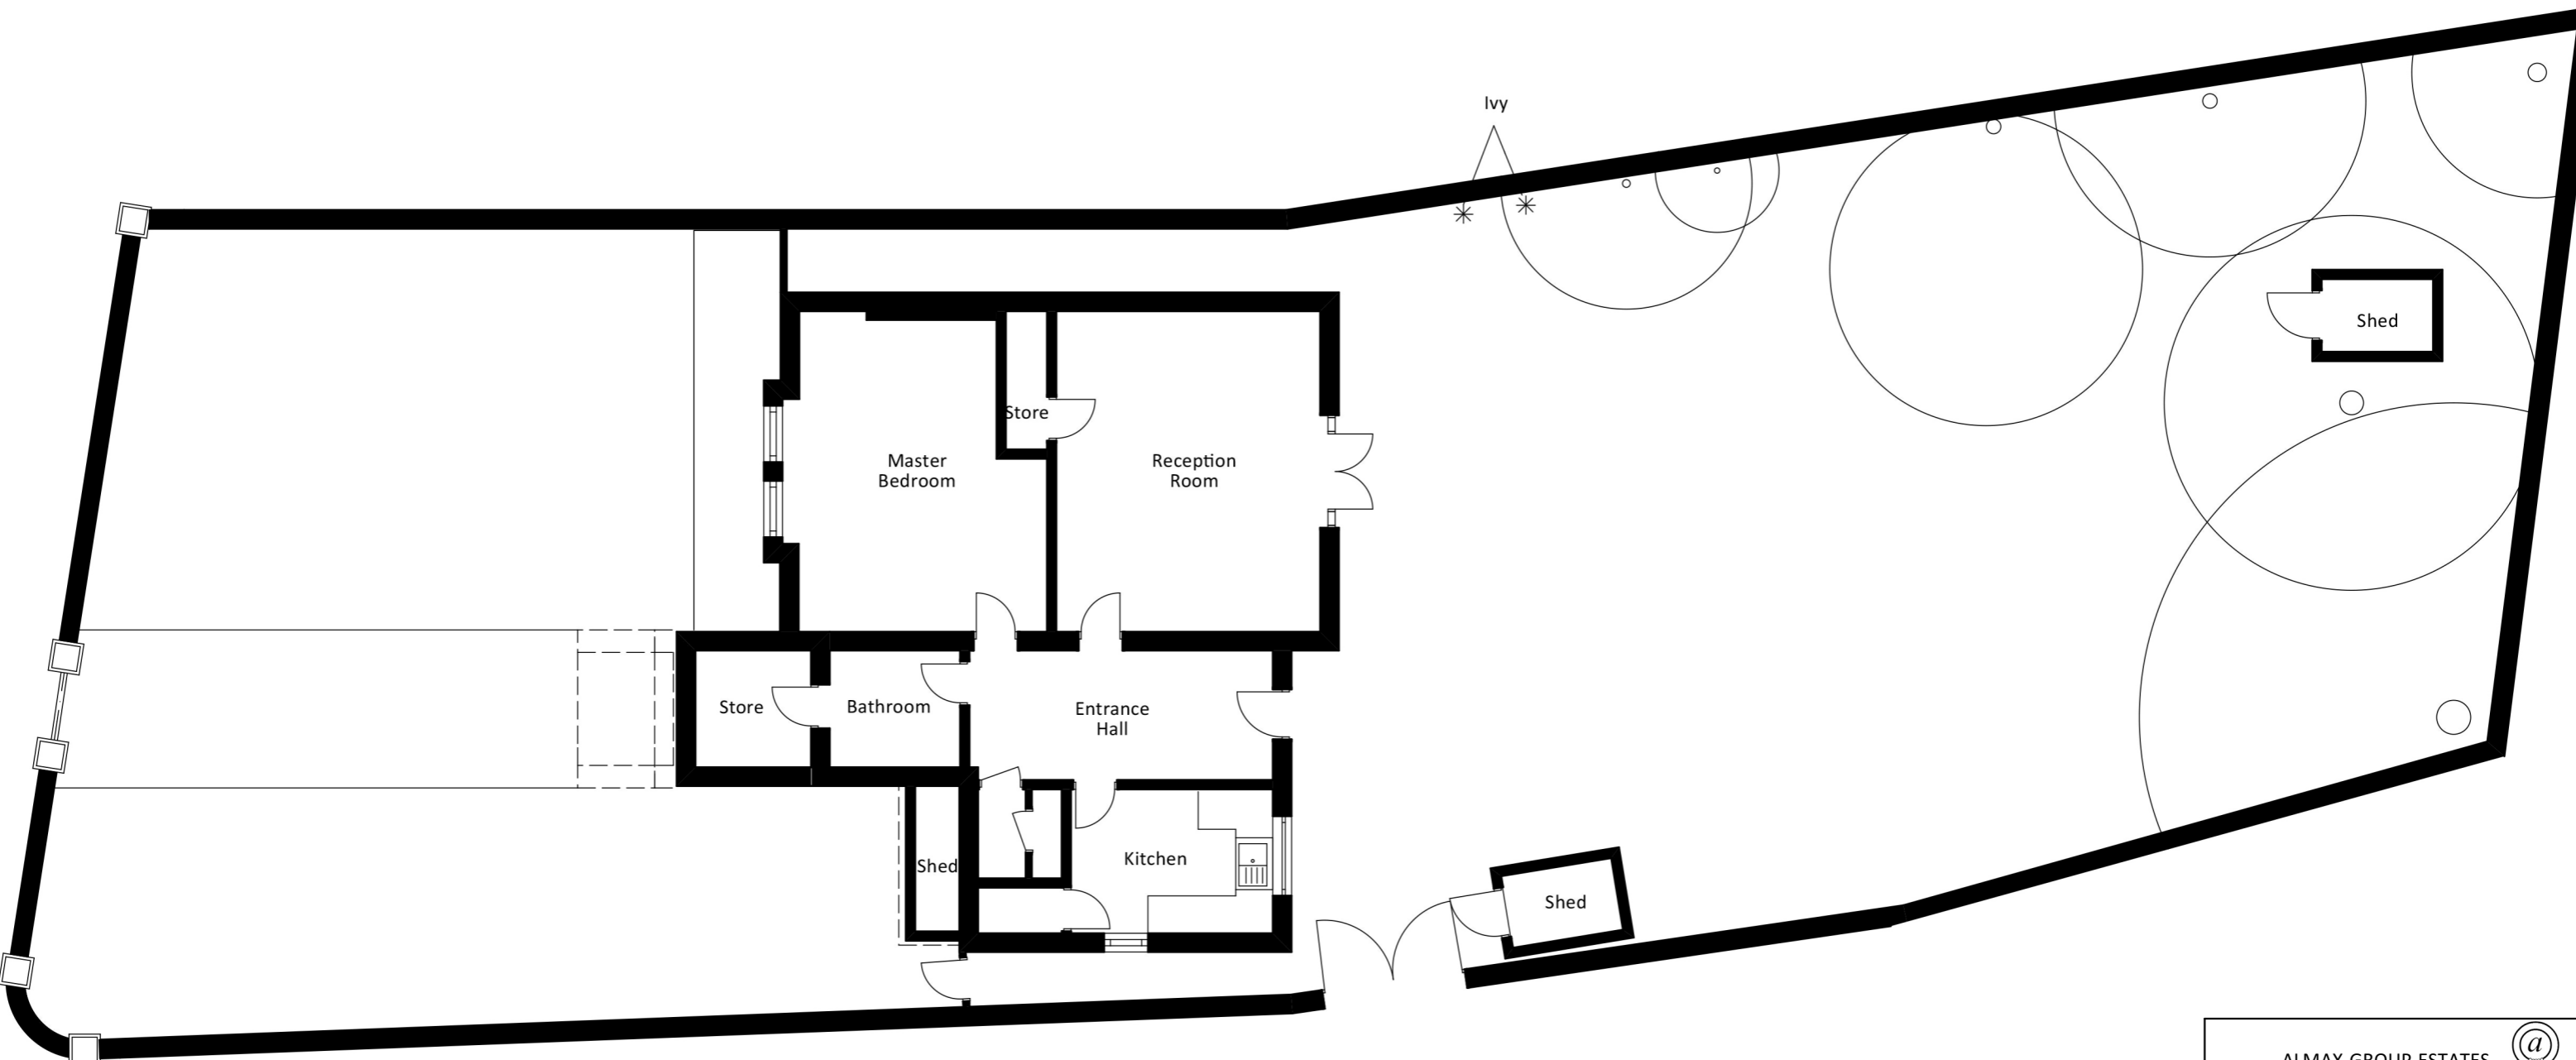 Ivy
Shed
Store
Master
Bedroom
Reception
Room
Store
Bathroom
Entrance
Hall
Shed
Kitchen
Shed
ALMAX GROUP ESTATES
@